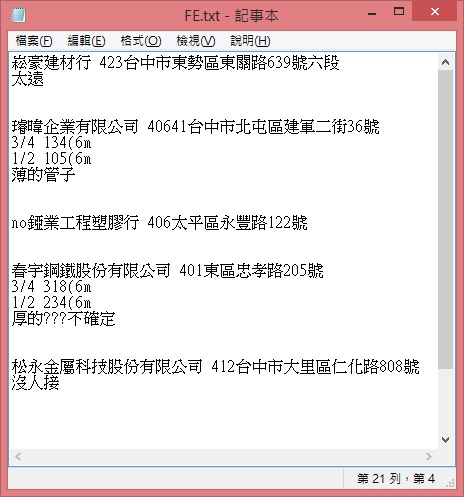 FE.txt - 記事本
檔案(F) 編輯(E) 格式(O) 檢視(V) 說明(H)
崧豪建材行 423台中市東勢區東關路639號六段
太遠
璿暐企業有限公司 40641台中市北屯區建軍二街36號
3/4 134(6m
1/2 105(6m
薄的管子
no錏業工程塑膠行 406太平區永豐路122號
春宇鋼鐵股份有限公司 401東區忠孝路205號
3/4 318(6m
1/2 234(6m
厚的???不確定
松永金屬科技股份有限公司 412台中市大里區仁化路808號
沒人接
第 21 列，第 4